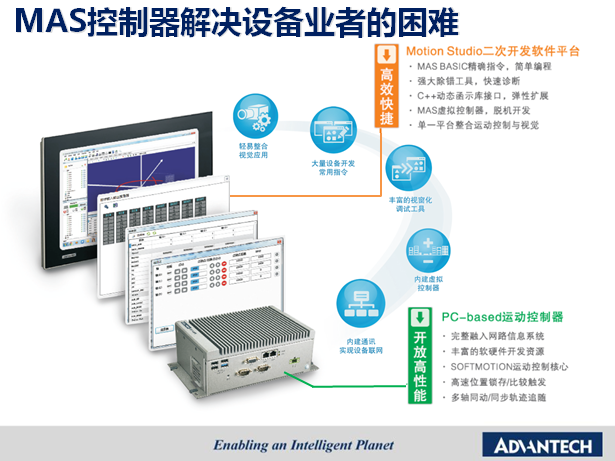 MAS控制器解决设备业者的困难
高效快捷
Motion Studio二次开发软件平台
• MAS BASIC精确指令，简单编程
• 强大除错工具，快速诊断
• C++动态函示库接口，弹性扩展
• MAS虚拟控制器，脱机开发
• 单一平台整合运动控制与视觉
轻易整合
视觉应用
大量设备开发
常用指令
丰富的视窗化
调试工具
内建虚拟
控制器
内建通讯
实现设备联网
开放高性能
PC-based运动控制器
• 完整融入网路信息系统
• 丰富的软硬件开发资源
• SOFTMOTION运动控制核心
• 高速位置锁存/比较触发
• 多轴同动/同步轨迹追随
Enabling an Intelligent Planet
ADVANTECH